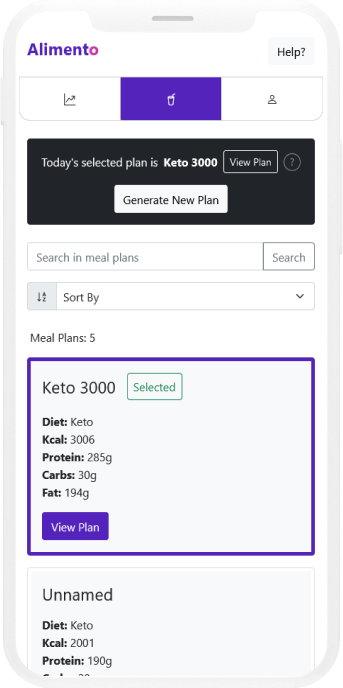 Alimento
Help?
Today's selected plan is Keto 3000 View Plan ?
Generate New Plan
Search in meal plans Search
Sort By
Meal Plans: 5
Keto 3000 Selected
Diet: Keto
Kcal: 3006
Protein: 285g
Carbs: 30g
Fat: 194g
View Plan
Unnamed
Diet: Keto
Kcal: 2001
Protein: 190g